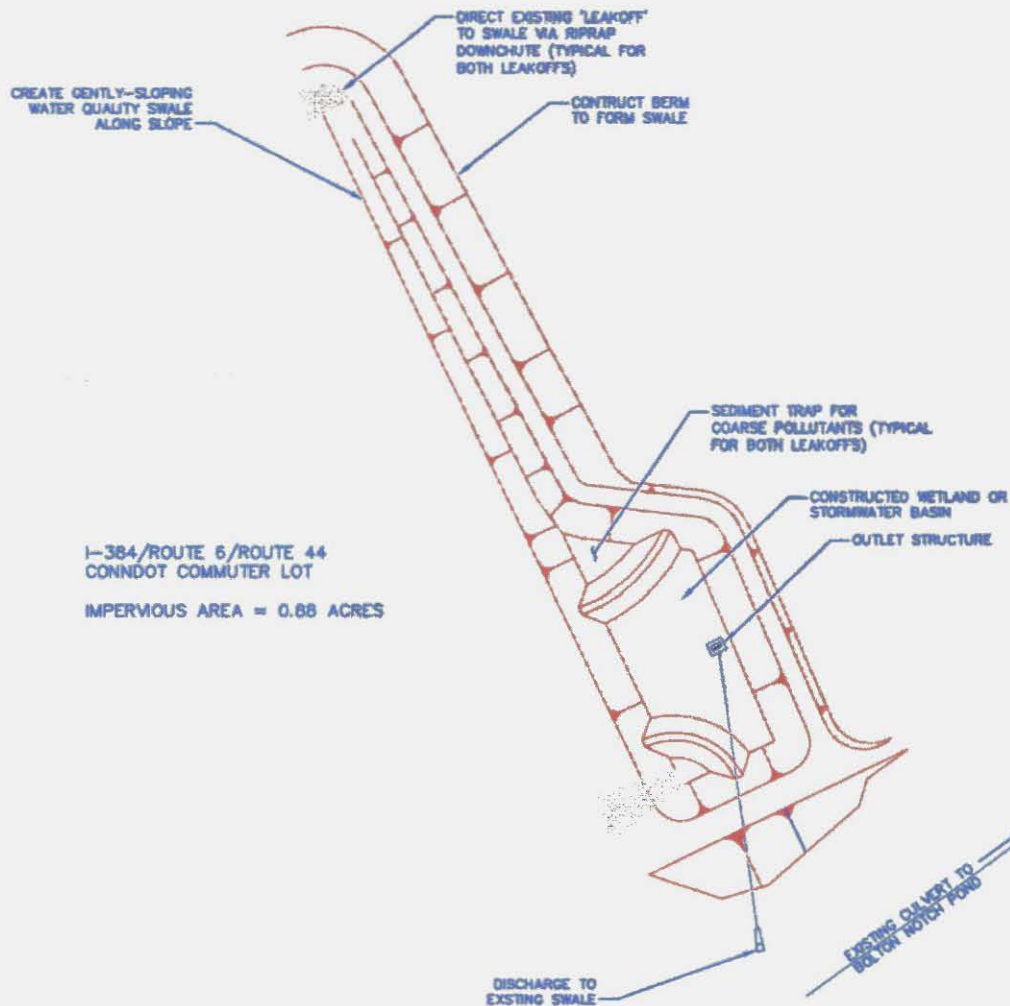 DIRECT EXISTING 'LEAKOFF'
TO SWALE VIA RIPRAP
DOWNCHUTE (TYPICAL FOR
BOTH LEAKOFFS)
CREATE GENTLY-SLOPING
WATER QUALITY SWALE
ALONG SLOPE
CONTRUCT BERM
TO FORM SWALE
SEDIMENT TRAP FOR
COARSE POLLUTANTS (TYPICAL
FOR BOTH LEAKOFFS)
CONSTRUCTED WETLAND OR
STORMWATER BASIN
OUTLET STRUCTURE
I-384/ROUTE 6/ROUTE 44
CONNDOT COMMUTER LOT
IMPERVIOUS AREA = 0.88 ACRES
EXISTING CULVERT TO
BOLTON NOTCH POND
DISCHARGE TO
EXSTING SWALE